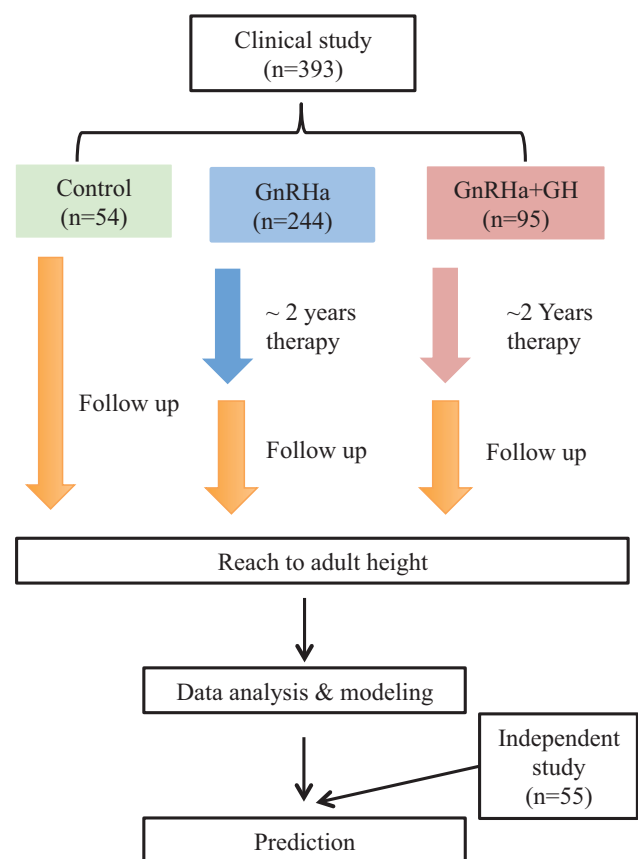 Clinical study
(n=393)
Control
(n=54)
GnRHa
(n=244)
GnRHa+GH
(n=95)
~ 2 years
therapy
~2 Years
therapy
Follow up
Follow up
Follow up
Reach to adult height
Data analysis & modeling
Independent
study
(n=55)
Prediction